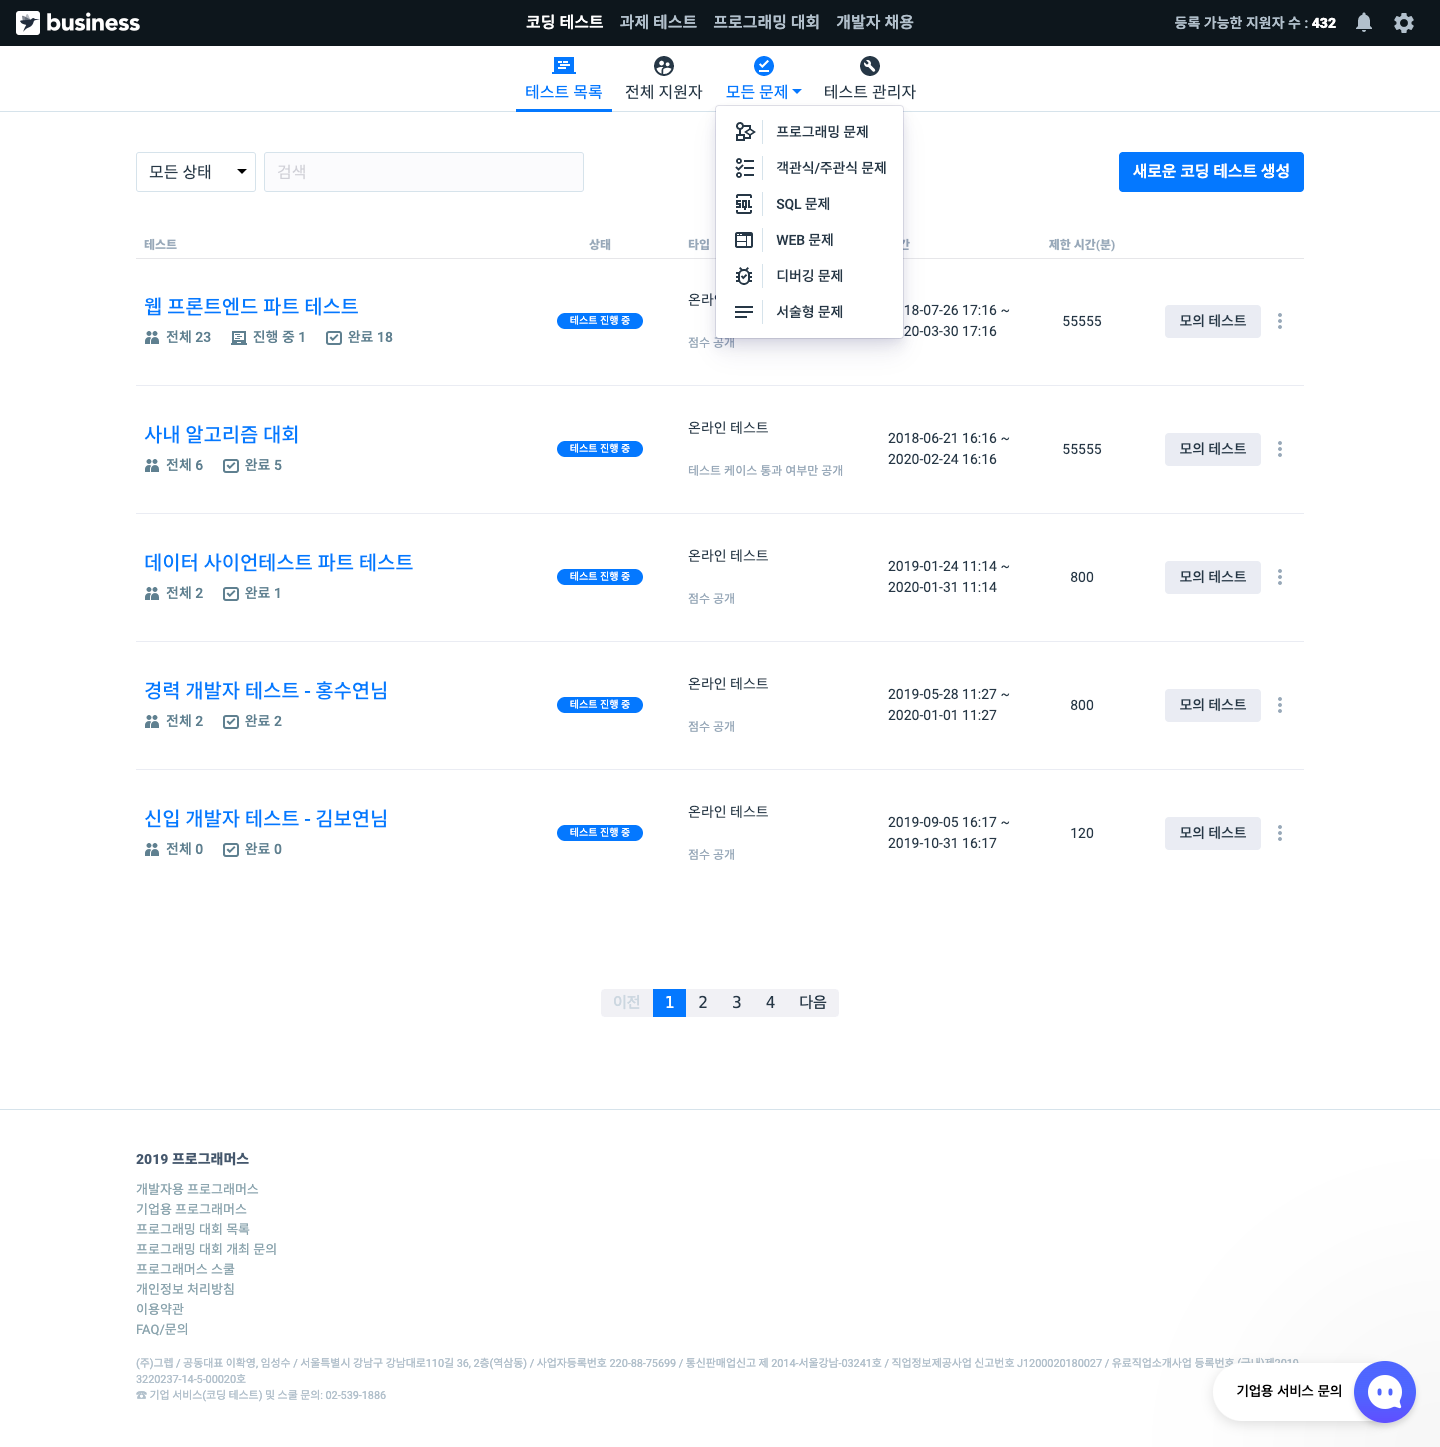 business
코딩 테스트 과제 테스트 프로그래밍 대회 개발자 채용
등록 가능한 지원자 수 : 432
테스트 목록 전체 지원자 모든 문제 테스트 관리자
프로그래밍 문제
객관식/주관식 문제
SQL 문제
WEB 문제
디버깅 문제
서술형 문제
모든 상태 검색 새로운 코딩 테스트 생성
테스트 상태 타입 제한 시간(분)
웹 프론트엔드 파트 테스트
전체 23 진행 중 1 완료 18
테스트 진행 중
점수 공개
18-07-26 17:16 ~
20-03-30 17:16
55555
모의 테스트
사내 알고리즘 대회
전체 6 완료 5
테스트 진행 중
온라인 테스트
테스트 케이스 통과 여부만 공개
2018-06-21 16:16 ~
2020-02-24 16:16
55555
모의 테스트
데이터 사이언테스트 파트 테스트
전체 2 완료 1
테스트 진행 중
온라인 테스트
점수 공개
2019-01-24 11:14 ~
2020-01-31 11:14
800
모의 테스트
경력 개발자 테스트 - 홍수연님
전체 2 완료 2
테스트 진행 중
온라인 테스트
점수 공개
2019-05-28 11:27 ~
2020-01-01 11:27
800
모의 테스트
신입 개발자 테스트 - 김보연님
전체 0 완료 0
테스트 진행 중
온라인 테스트
점수 공개
2019-09-05 16:17 ~
2019-10-31 16:17
120
모의 테스트
이전 1 2 3 4 다음
2019 프로그래머스
개발자용 프로그래머스
기업용 프로그래머스
프로그래밍 대회 목록
프로그래밍 대회 개최 문의
프로그래머스 스쿨
개인정보 처리방침
이용약관
FAQ/문의
(주)그렙 / 공동대표 이확영, 임성수 / 서울특별시 강남구 강남대로110길 36, 2층(역삼동) / 사업자등록번호 220-88-75699 / 통신판매업신고 제 2014-서울강남-03241호 / 직업정보제공사업 신고번호 J1200020180027 / 유료직업소개사업 등록번호 (국내)제2019-
3220237-14-5-00020호
☎ 기업 서비스(코딩 테스트) 및 스쿨 문의: 02-539-1886
기업용 서비스 문의